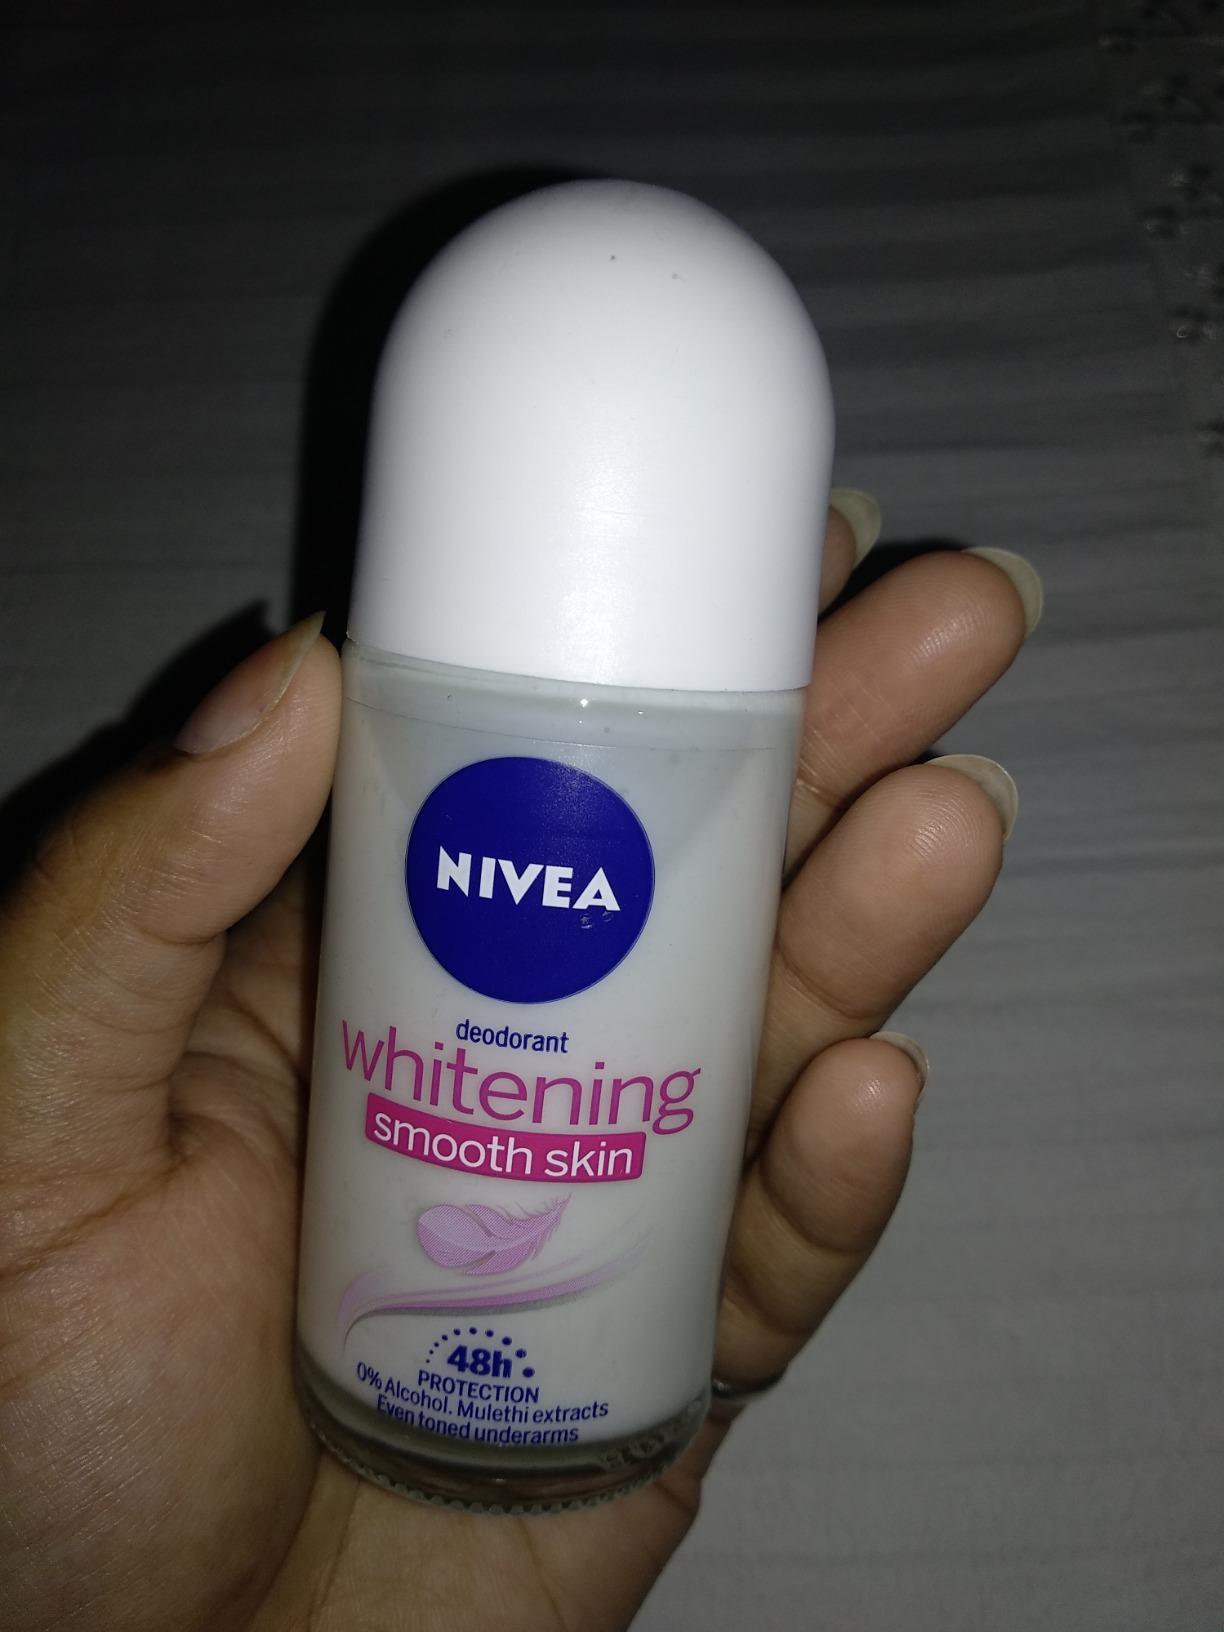 NIVEA
deodorant
whitening
smooth skin
48h
PROTECTION
0% Alcohol. Mulethi extracts
Even toned underarms